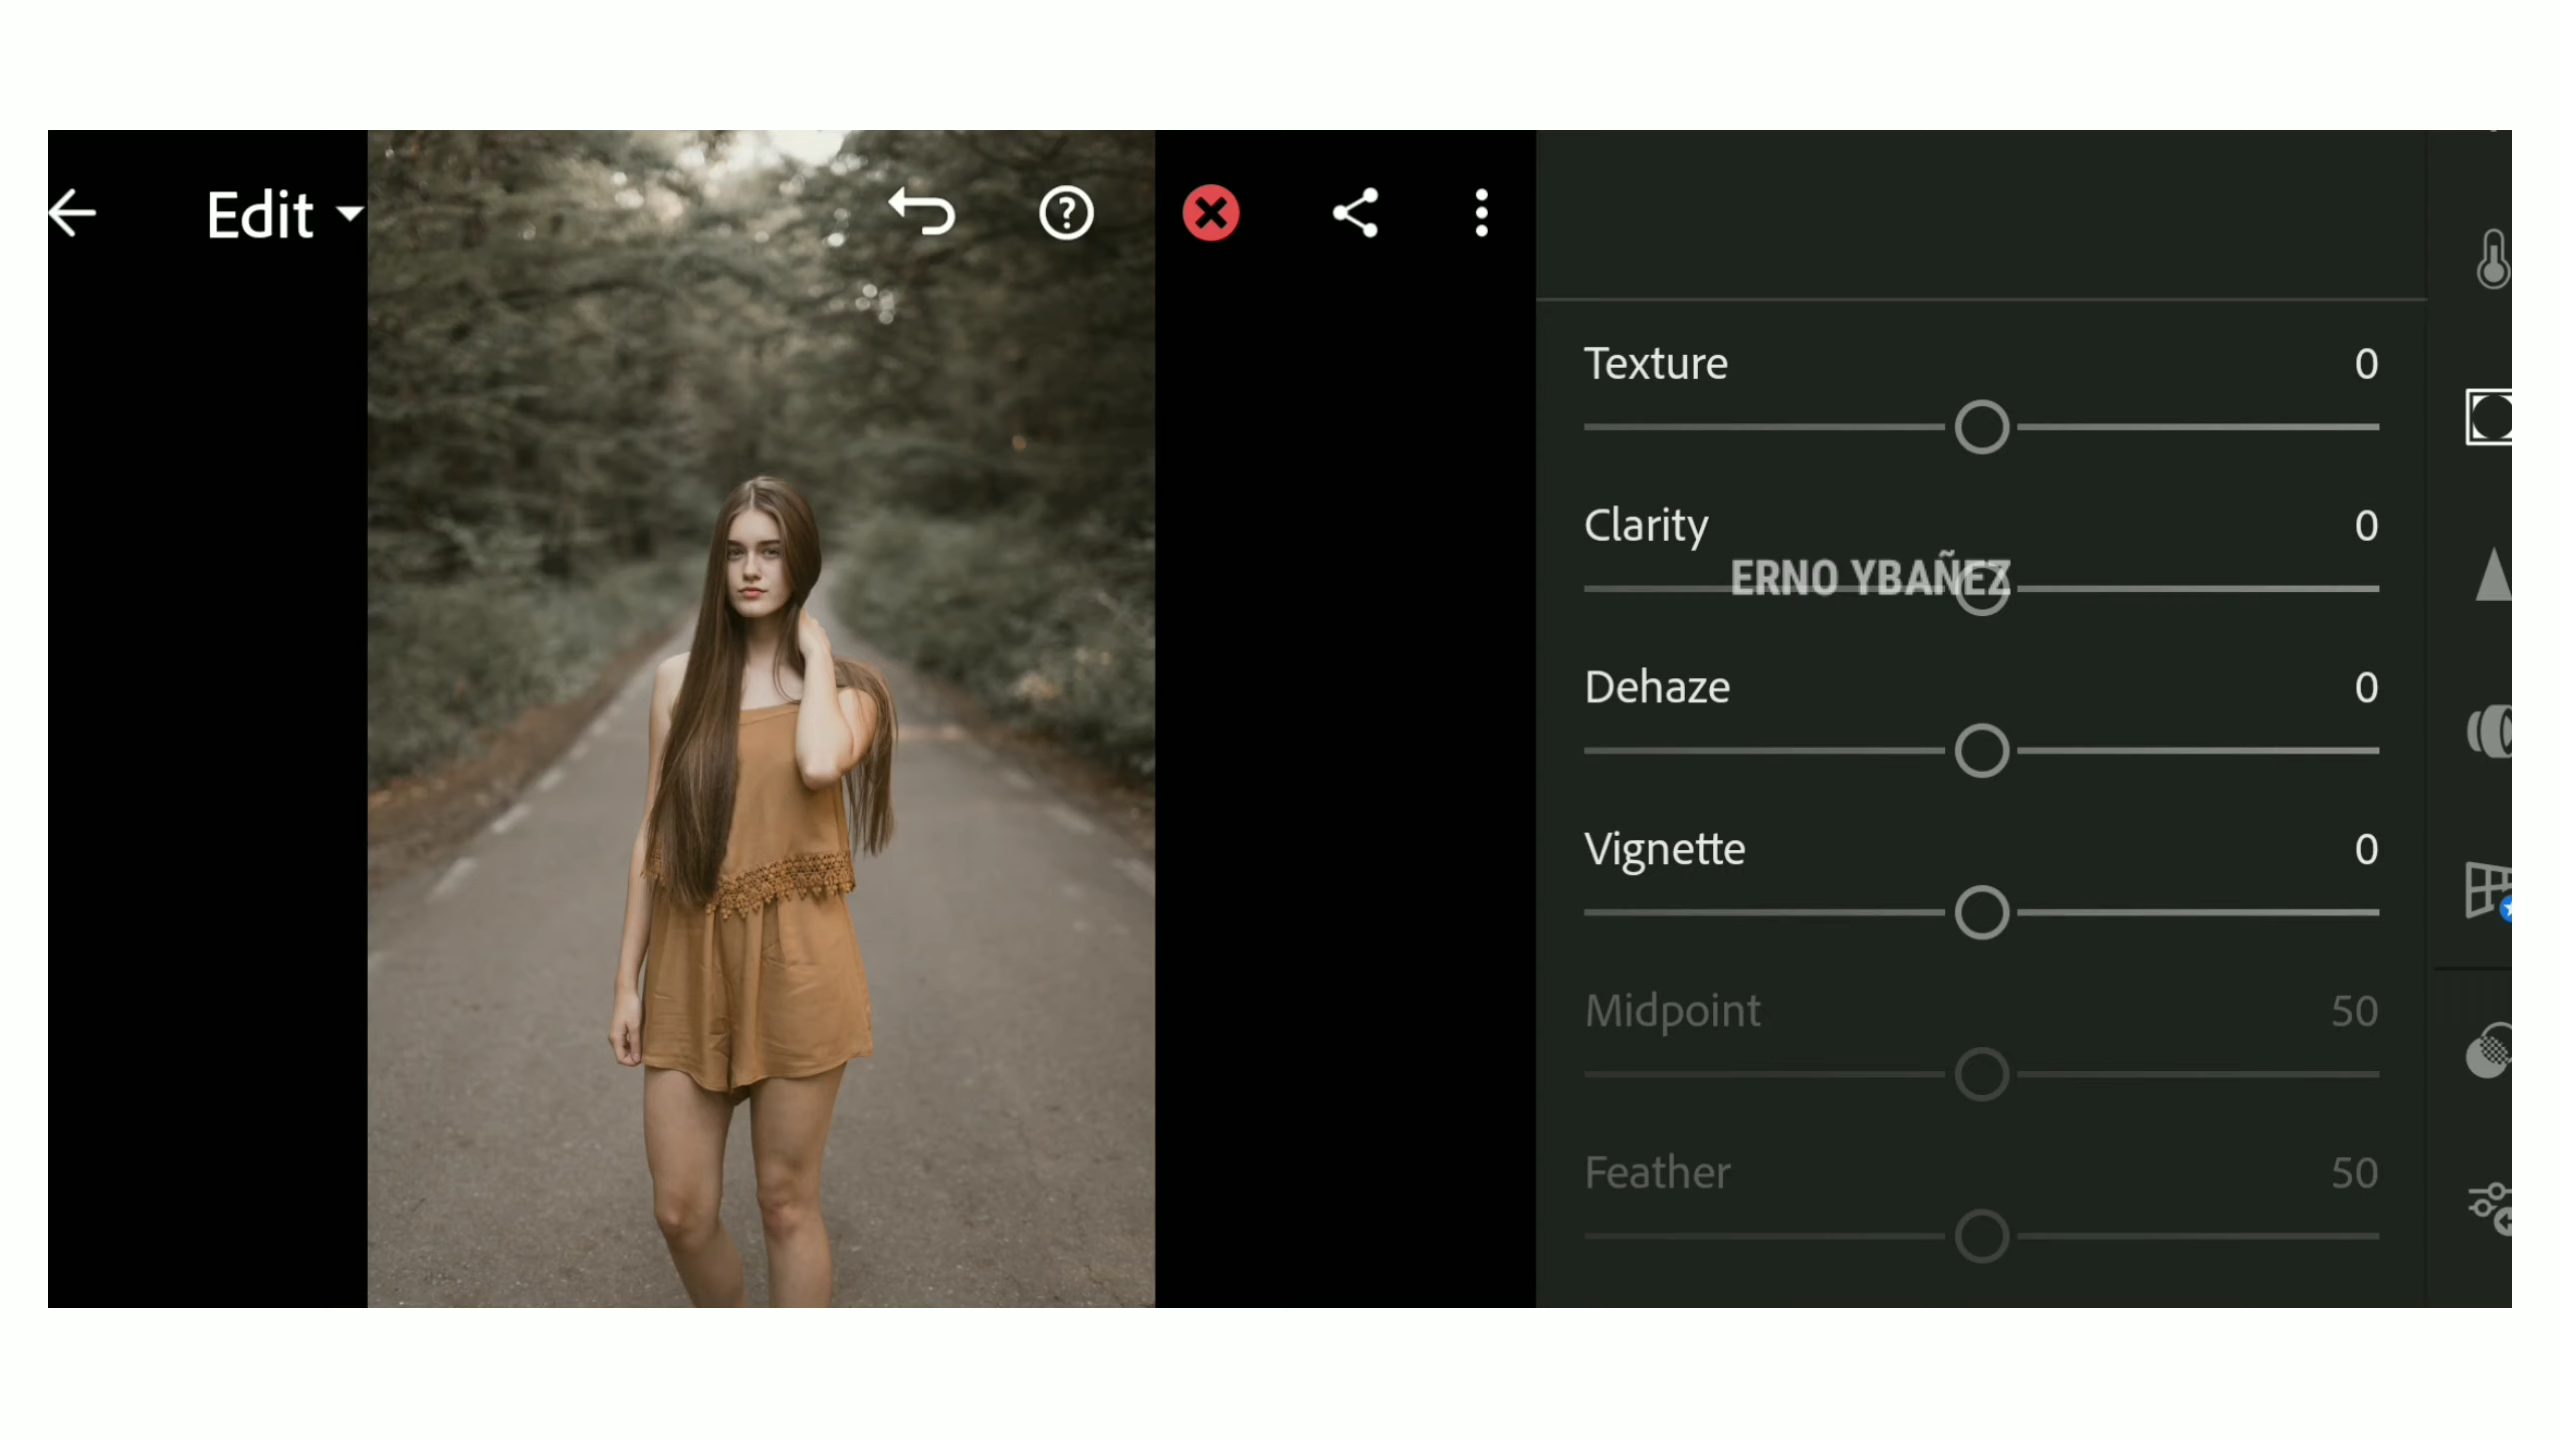 Edit
Texture 0
Clarity 0
ERNO YBAÑEZ
Dehaze 0
Vignette 0
Midpoint 50
Feather 50